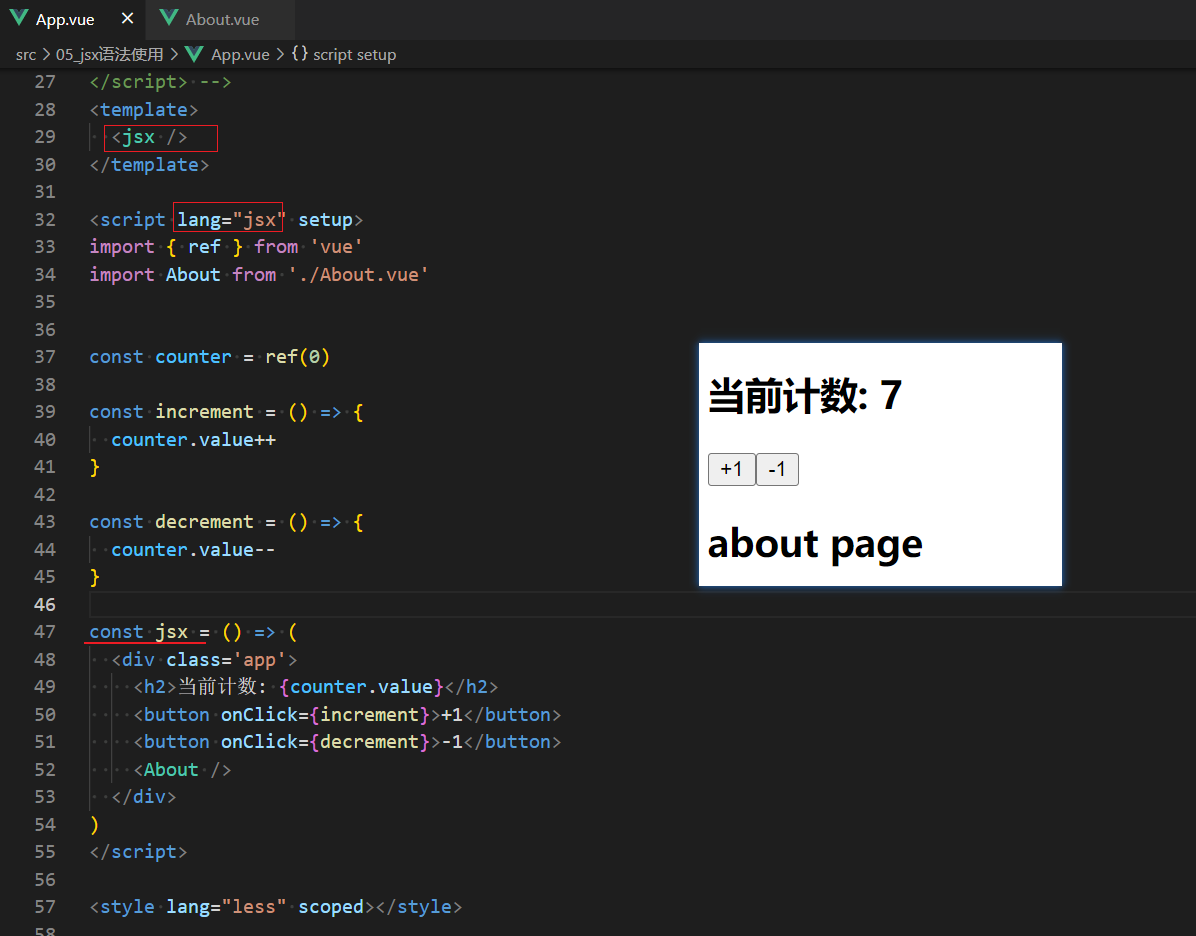 App.vue × About.vue
src > 05_jsx语法使用 > App.vue > {} script setup
27 </script> -->
28 <template>
29 <jsx />
30 </template>
31
32 <script lang="jsx" setup>
33 import { ref } from 'vue'
34 import About from './About.vue'
35
36
37 const counter = ref(0)
38
39 const increment = () => {
40 counter.value++
41 }
42
43 const decrement = () => {
44 counter.value--
45 }
46
47 const jsx = () => (
48 <div class='app'>
49 <h2>当前计数: {counter.value}</h2>
50 <button onClick={increment}>+1</button>
51 <button onClick={decrement}>-1</button>
52 <About />
53 </div>
54 )
55 </script>
56
57 <style lang="less" scoped></style>
58
当前计数: 7
+1 -1
about page